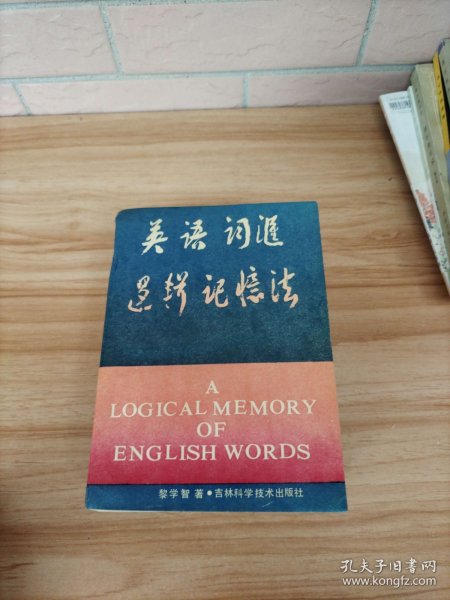 英语词汇
逻辑记忆法
A
LOGICAL MEMORY
OF
ENGLISH WORDS
黎学智 著•吉林科学技术出版社
孔夫子旧书网
www.kongfz.com